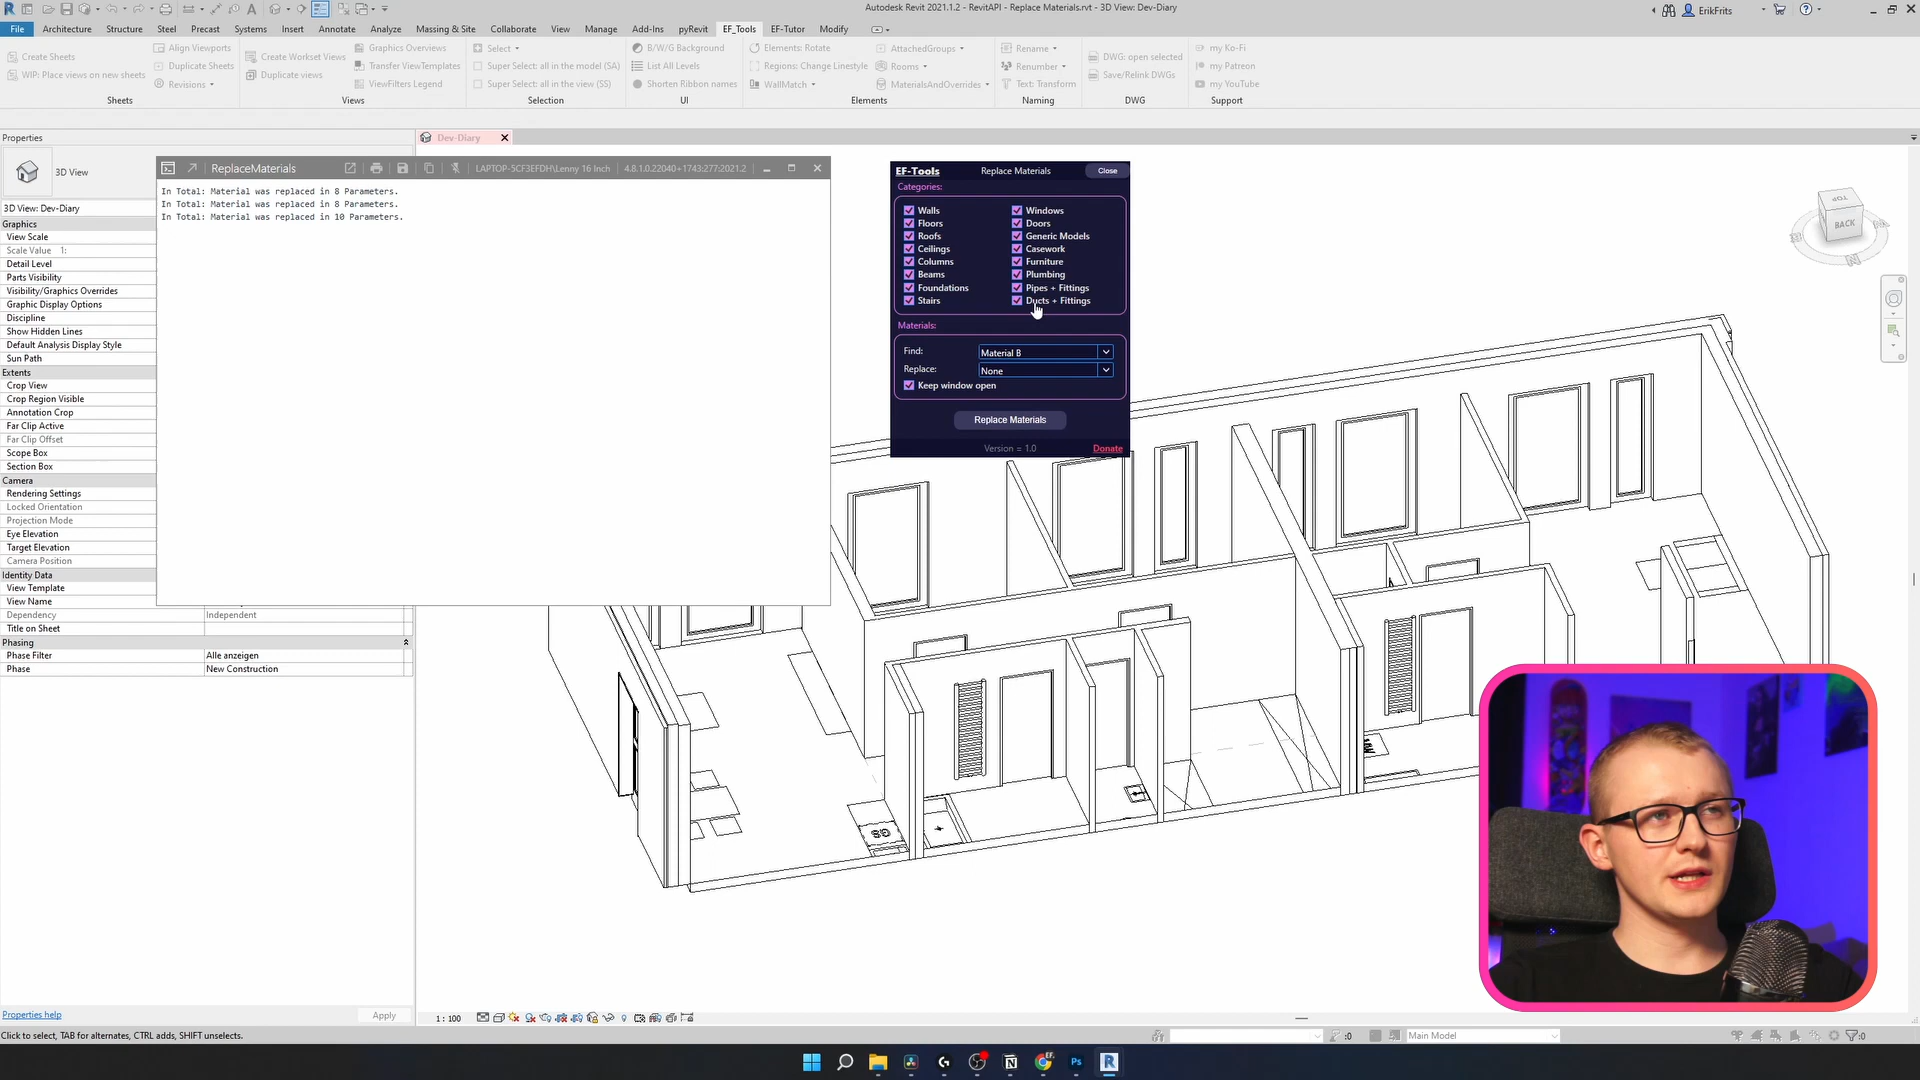 Autodesk Revit 2021.1.2 - RevitAPI - Replace Materials.rvt - 3D View: Dev-Diary
ErikFrits
File Architecture Structure Steel Precast Systems Insert Annotate Analyze Massing & Site Collaborate View Manage Add-Ins pyRevit EF_Tools EF-Tutor Modify
Create Sheets
WIP: Place views on new sheets
Align Viewports
Duplicate Sheets
Revisions
Sheets
Create Workset Views
Duplicate views
Graphics Overviews
Transfer ViewTemplates
ViewFilters Legend
Views
Select
Super Select: all in the model (SA)
Super Select: all in the view (SS)
Selection
B/W/G Background
List All Levels
Shorten Ribbon names
UI
Elements: Rotate
Regions: Change Linestyle
WallMatch
AttachedGroups
Rooms
MaterialsAndOverrides
Elements
Rename
Renumber
Text: Transform
Naming
DWG: open selected
Save/Relink DWGs
DWG
my Ko-Fi
my Patreon
my YouTube
Support
Properties
3D View
3D View: Dev-Diary
Graphics
View Scale
Scale Value 1:
Detail Level
Parts Visibility
Visibility/Graphics Overrides
Graphic Display Options
Discipline
Show Hidden Lines
Default Analysis Display Style
Sun Path
Extents
Crop View
Crop Region Visible
Annotation Crop
Far Clip Active
Far Clip Offset
Scope Box
Section Box
Camera
Rendering Settings
Locked Orientation
Projection Mode
Eye Elevation
Target Elevation
Camera Position
Identity Data
View Template
View Name
Dependency Independent
Title on Sheet
Phasing
Phase Filter Alle anzeigen
Phase New Construction
Properties help
Apply
Dev-Diary
ReplaceMaterials
LAPTOP-5CF3EFDH\Lenny 16 Inch
4.8.1.0.22040+1743:277:2021.2
In Total: Material was replaced in 8 Parameters.
In Total: Material was replaced in 8 Parameters.
In Total: Material was replaced in 10 Parameters.
EF-Tools Replace Materials Close
Categories:
Walls Windows
Floors Doors
Roofs Generic Models
Ceilings Casework
Columns Furniture
Beams Plumbing
Foundations Pipes + Fittings
Stairs Ducts + Fittings
Materials:
Find: Material B
Replace: None
Keep window open
Replace Materials
Version = 1.0
Donate
TOP
BACK
GS
1 : 100
Click to select, TAB for alternates, CTRL adds, SHIFT unselects.
:0
Main Model
:0